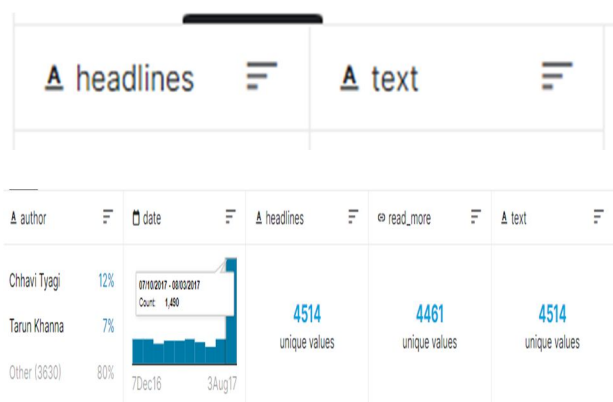 headlines
text
author
date
headlines
read_more
text
Chhavi Tyagi 12%
Tarun Khanna 7%
Other (3630) 80%
07/10/2017 - 08/03/2017
Count 1,490
7Dec16 3Aug17
4514
unique values
4461
unique values
4514
unique values